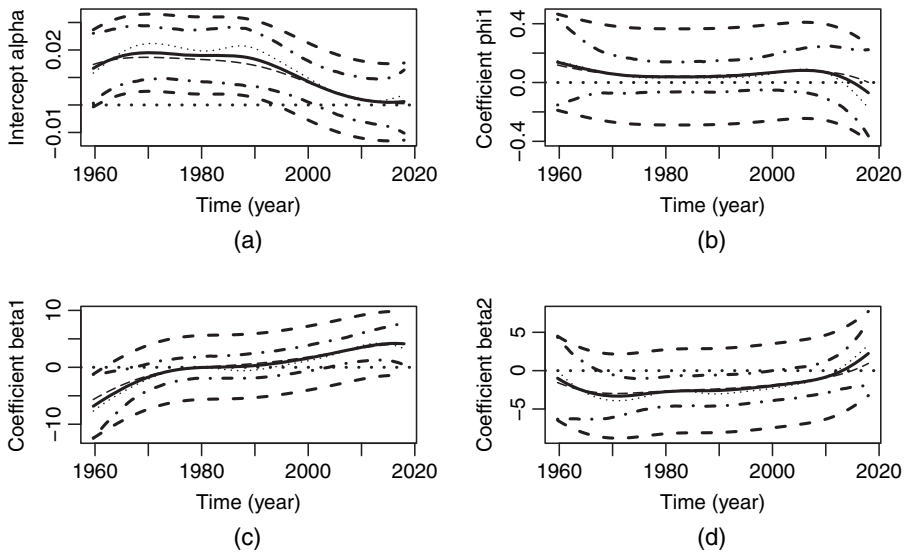 Intercept alpha
0.02
-0.01
1960
1980
2000
2020
Time (year)
(a)
Coefficient phi1
0.4
0.0
-0.4
1960
1980
2000
2020
Time (year)
(b)
Coefficient beta1
10
0
-10
1960
1980
2000
2020
Time (year)
(c)
Coefficient beta2
5
0
-5
1960
1980
2000
2020
Time (year)
(d)